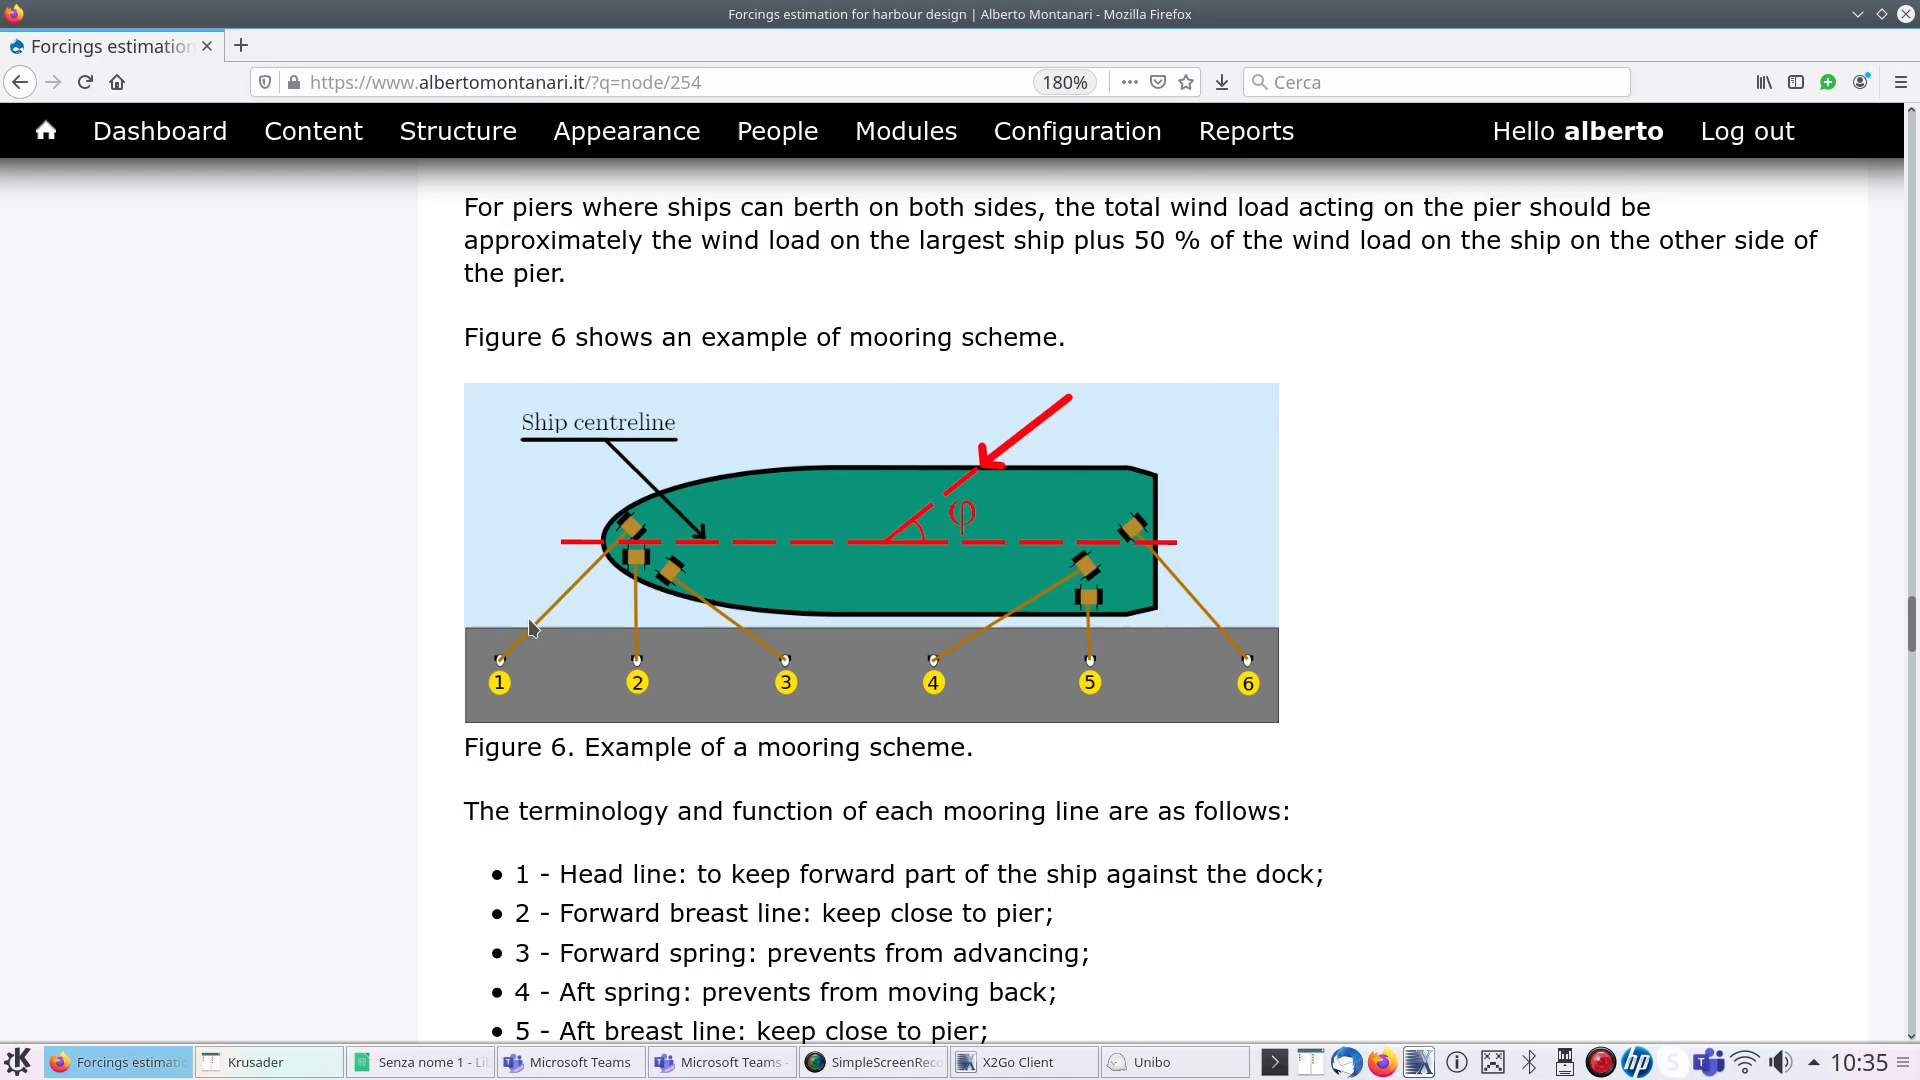 Forcings estimation for harbour design | Alberto Montanari - Mozilla Firefox
Forcings estimation
https://www.albertomontanari.it/?q=node/254
180%
Cerca
Dashboard Content Structure Appearance People Modules Configuration Reports Hello alberto Log out
For piers where ships can berth on both sides, the total wind load acting on the pier should be
approximately the wind load on the largest ship plus 50 % of the wind load on the ship on the other side of
the pier.
Figure 6 shows an example of mooring scheme.
Ship centreline
φ
1 2 3 4 5 6
Figure 6. Example of a mooring scheme.
The terminology and function of each mooring line are as follows:
• 1 - Head line: to keep forward part of the ship against the dock;
• 2 - Forward breast line: keep close to pier;
• 3 - Forward spring: prevents from advancing;
• 4 - Aft spring: prevents from moving back;
• 5 - Aft breast line: keep close to pier;
Forcings estimatio Krusader Senza nome 1 - Li Microsoft Teams Microsoft Teams - SimpleScreenReco X2Go Client Unibo 10:35